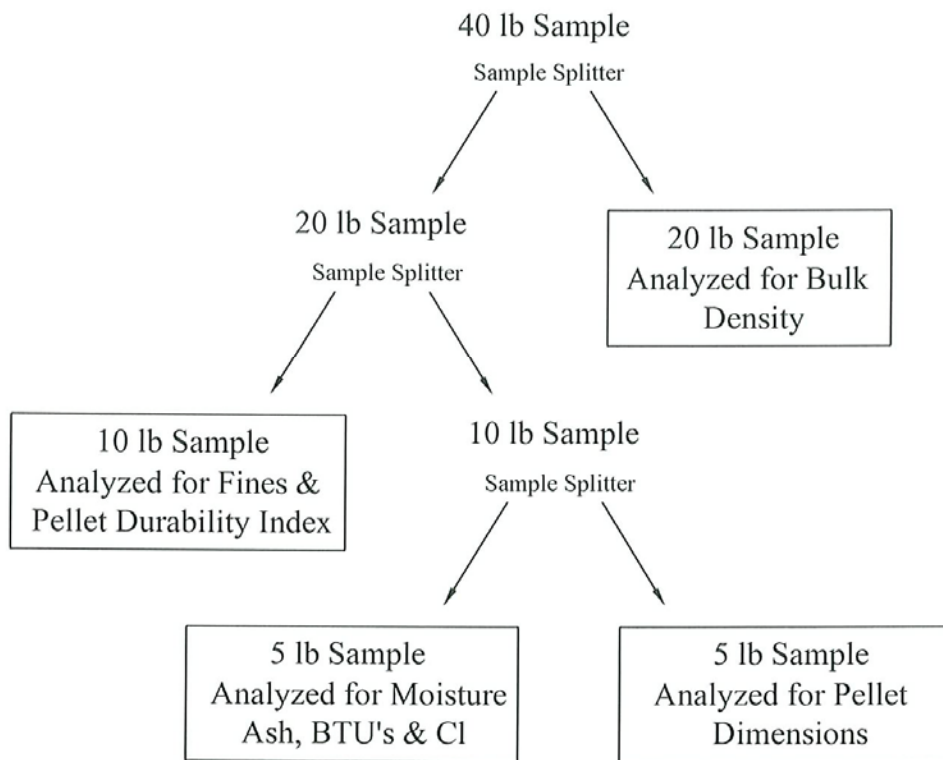 40 lb Sample
Sample Splitter
20 lb Sample
Sample Splitter
20 lb Sample
Analyzed for Bulk
Density
10 lb Sample
Analyzed for Fines &
Pellet Durability Index
10 lb Sample
Sample Splitter
5 lb Sample
Analyzed for Moisture
Ash, BTU's & Cl
5 lb Sample
Analyzed for Pellet
Dimensions